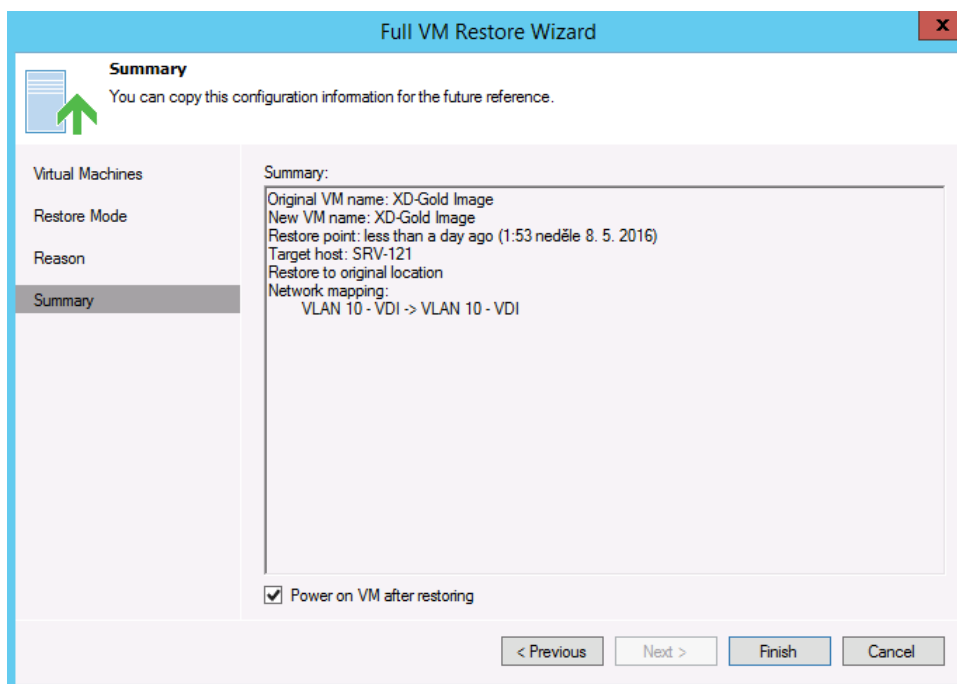 Full VM Restore Wizard
x
Summary
You can copy this configuration information for the future reference.
Virtual Machines
Restore Mode
Reason
Summary
Summary:
Original VM name: XD-Gold Image
New VM name: XD-Gold Image
Restore point: less than a day ago (1:53 neděle 8. 5. 2016)
Target host: SRV-121
Restore to original location
Network mapping:
VLAN 10 - VDI -> VLAN 10 - VDI
Power on VM after restoring
< Previous
Next >
Finish
Cancel